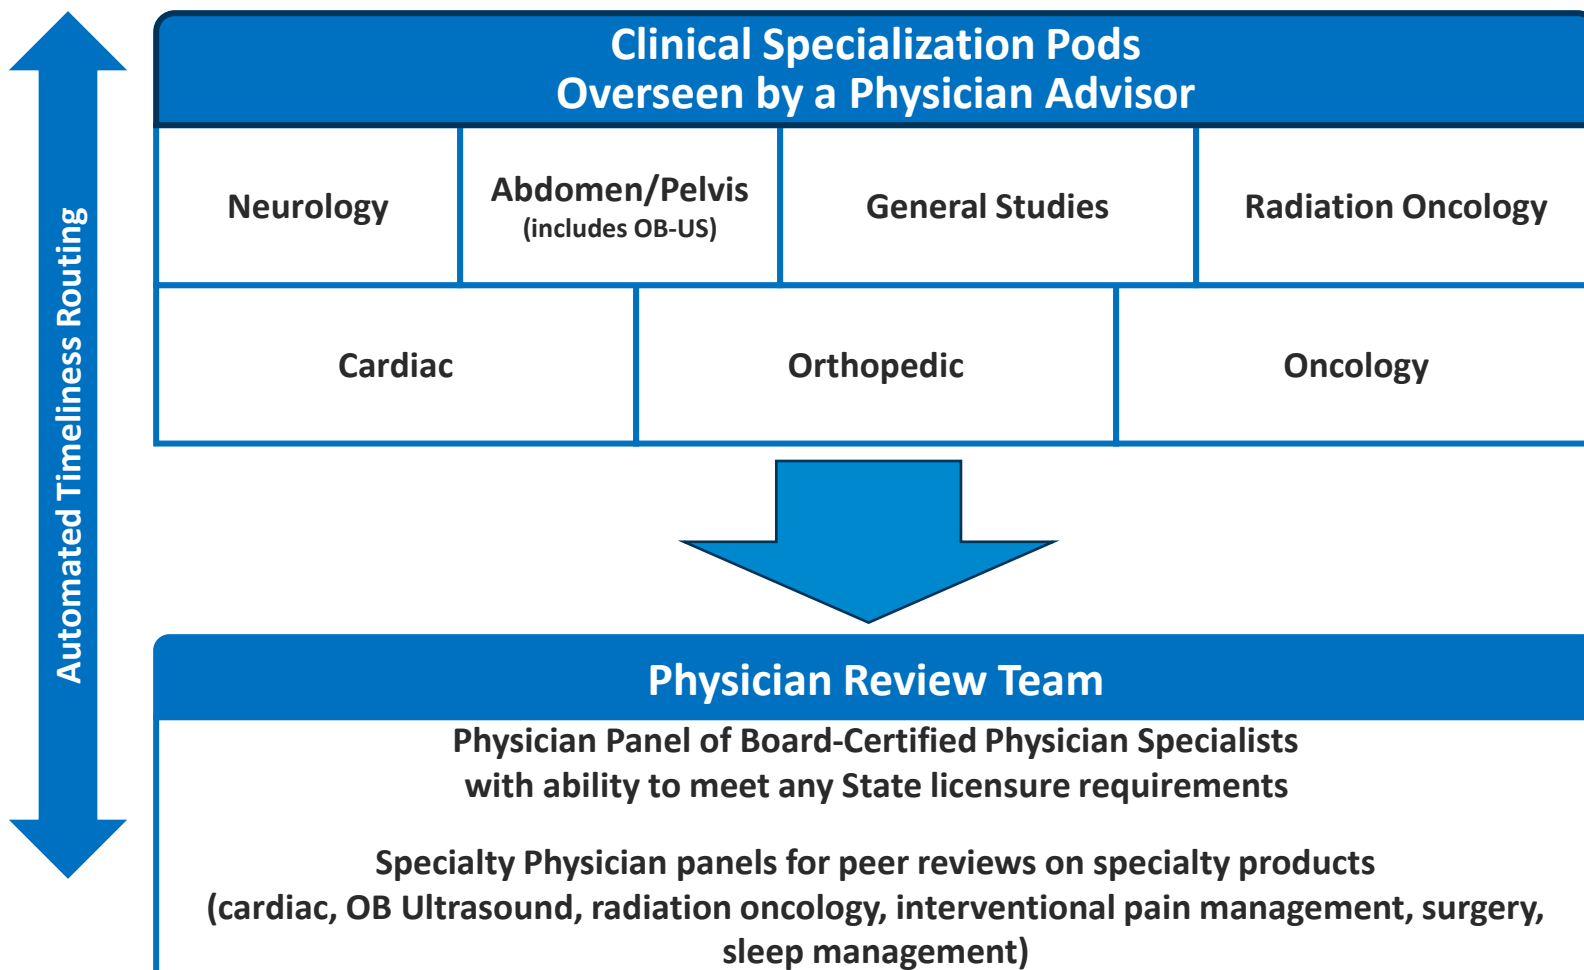 Automated Timeliness Routing
Clinical Specialization Pods
Overseen by a Physician Advisor
Neurology
Abdomen/Pelvis
(includes OB-US)
General Studies
Radiation Oncology
Cardiac
Orthopedic
Oncology
Physician Review Team
Physician Panel of Board-Certified Physician Specialists
with ability to meet any State licensure requirements
Specialty Physician panels for peer reviews on specialty products
(cardiac, OB Ultrasound, radiation oncology, interventional pain management, surgery,
sleep management)